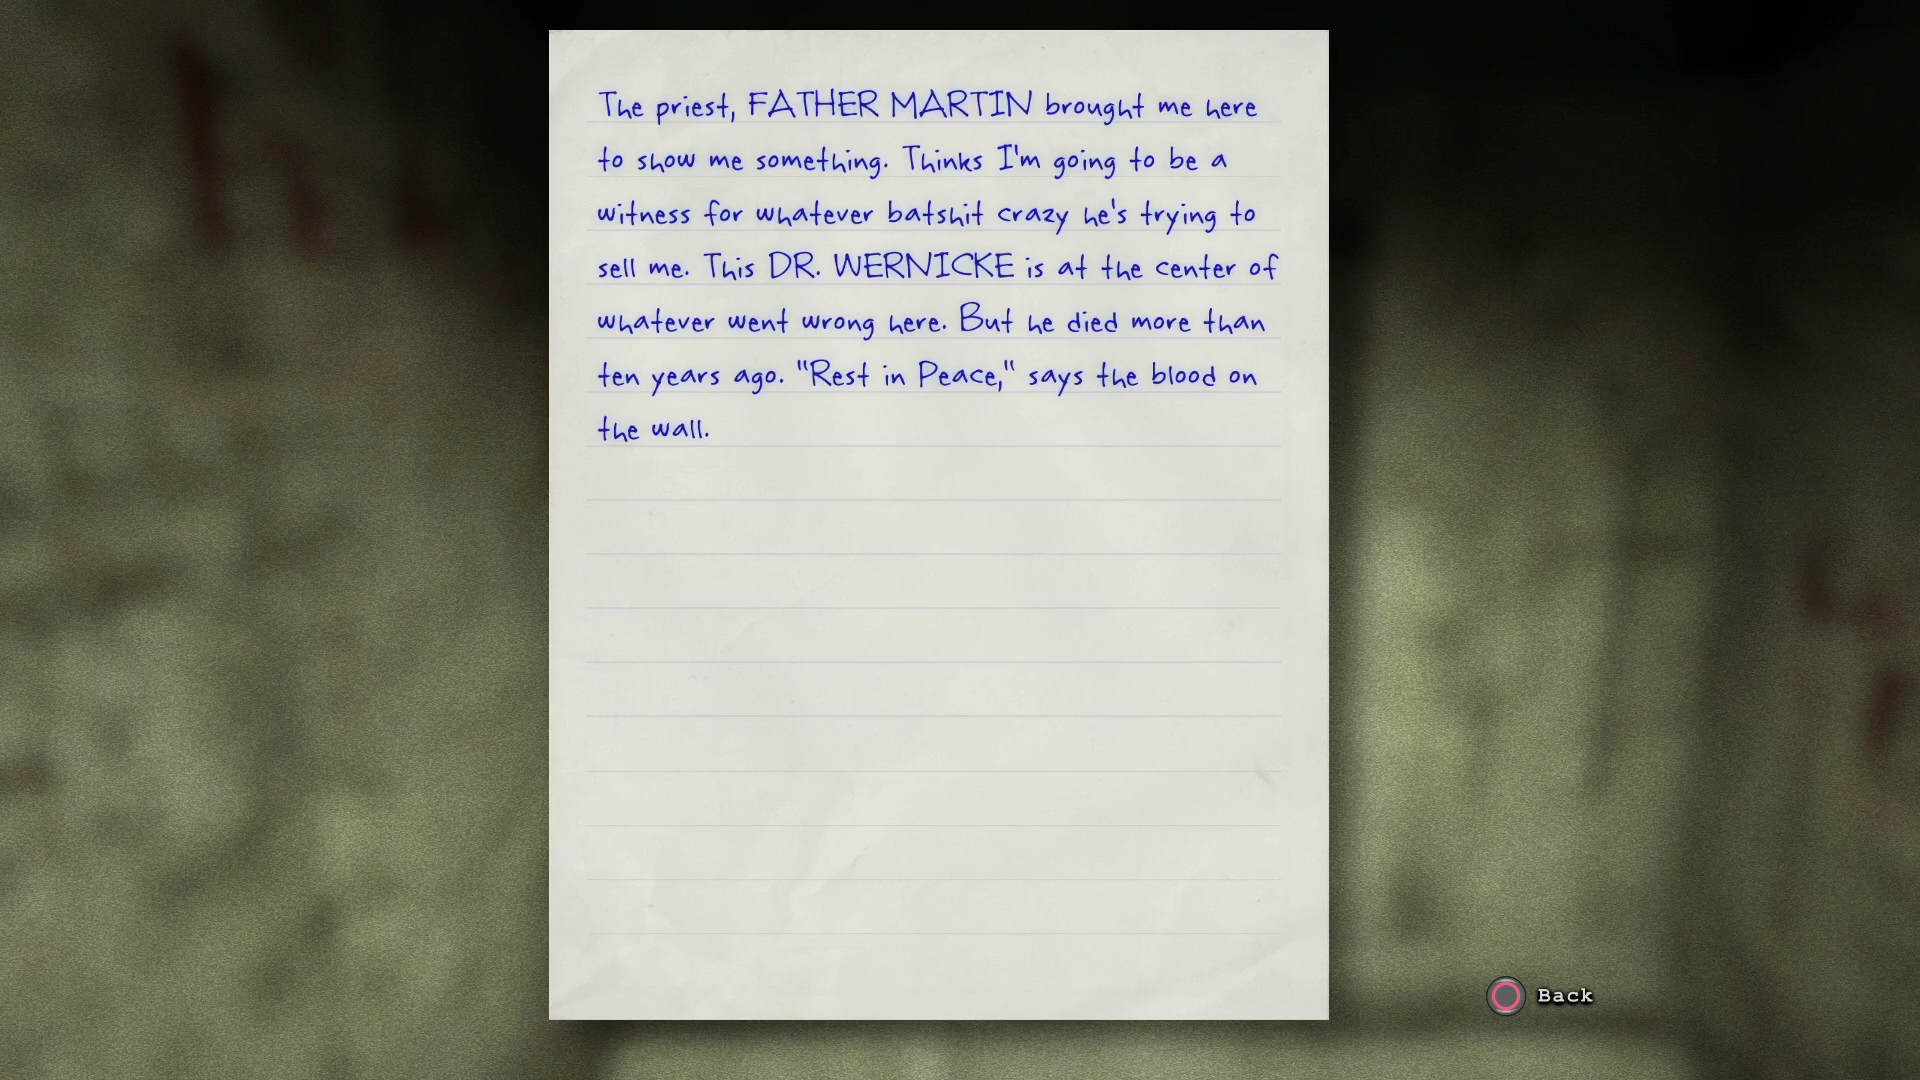 The priest, FATHER MARTIN brought me here
to show me something. Thinks I'm going to be a
witness for whatever batshit crazy he's trying to
sell me. This DR. WERNICKE is at the center of
whatever went wrong here. But he died more than
ten years ago. "Rest in Peace," says the blood on
the wall.
Back